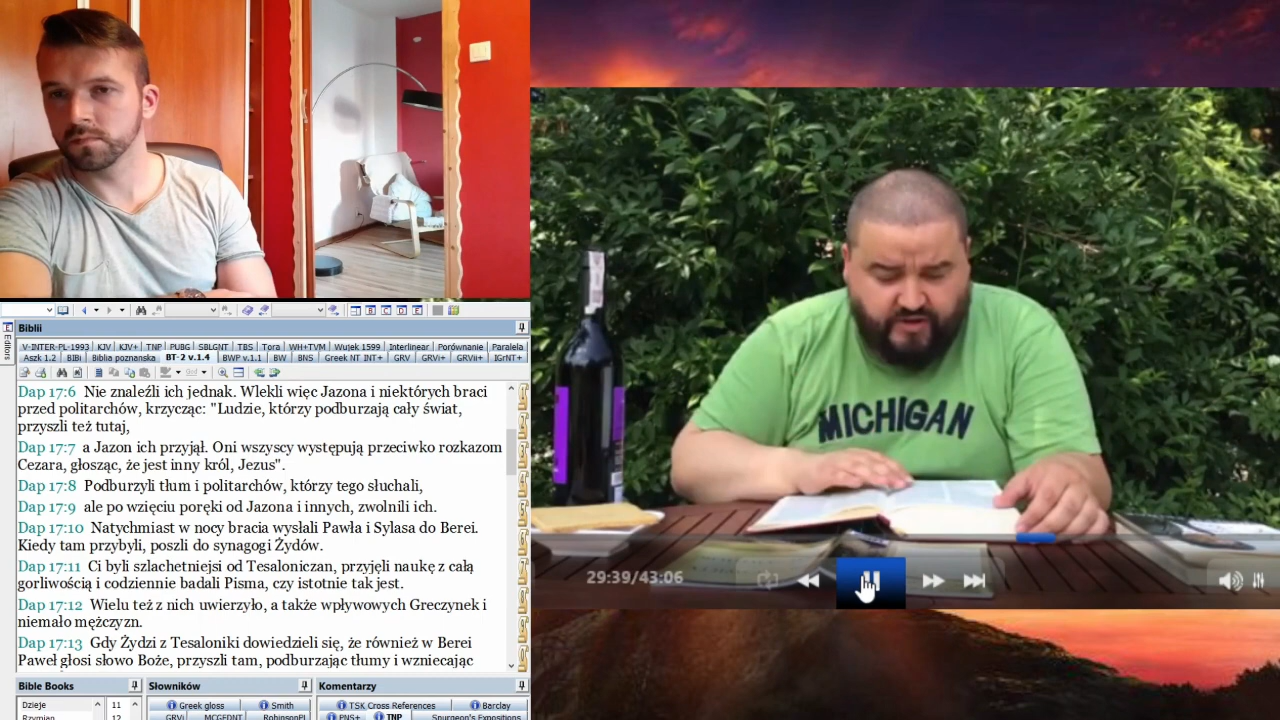 Biblii
Editors
V-INTER-PL-1993 KJV KJV+ TNP PUBG SBLGNT TBS Tora WH+TVM Wujek 1599 Interlinear Porównanie Paralela
Aszk 1.2 BIBi Biblia poznanska BT-2 v.1.4 BWP v.1.1 BW BNS Greek NT INT+ GRV GRVi+ GRVii+ IGrNT+
Dap 17:6 Nie znaleźli ich jednak. Wlekli więc Jazona i niektórych braci
przed politarchów, krzycząc: "Ludzie, którzy podburzają cały świat,
przyszli też tutaj,
Dap 17:7 a Jazon ich przyjął. Oni wszyscy występują przeciwko rozkazom
Cezara, głosząc, że jest inny król, Jezus".
Dap 17:8 Podburzyli tłum i politarchów, którzy tego słuchali,
Dap 17:9 ale po wzięciu poręki od Jazona i innych, zwolnili ich.
Dap 17:10 Natychmiast w nocy bracia wysłali Pawła i Sylasa do Berei.
Kiedy tam przybyli, poszli do synagogi Żydów.
Dap 17:11 Ci byli szlachetniejsi od Tesaloniczan, przyjęli naukę z całą
gorliwością i codziennie badali Pisma, czy istotnie tak jest.
Dap 17:12 Wielu też z nich uwierzyło, a także wpływowych Greczynek i
niemało mężczyzn.
Dap 17:13 Gdy Żydzi z Tesaloniki dowiedzieli się, że również w Berei
Paweł głosi słowo Boże, przyszli tam, podburzając tłumy i wzniecając
Bible Books Słowników Komentarzy
Dzieje 11 Greek gloss Smith TSK Cross References Barclay
Rzymian 12 GRVi MCGEDNT RobinsonPI PNS+ TNP Spurgeon's Expositions
MICHIGAN
29:39/43:06